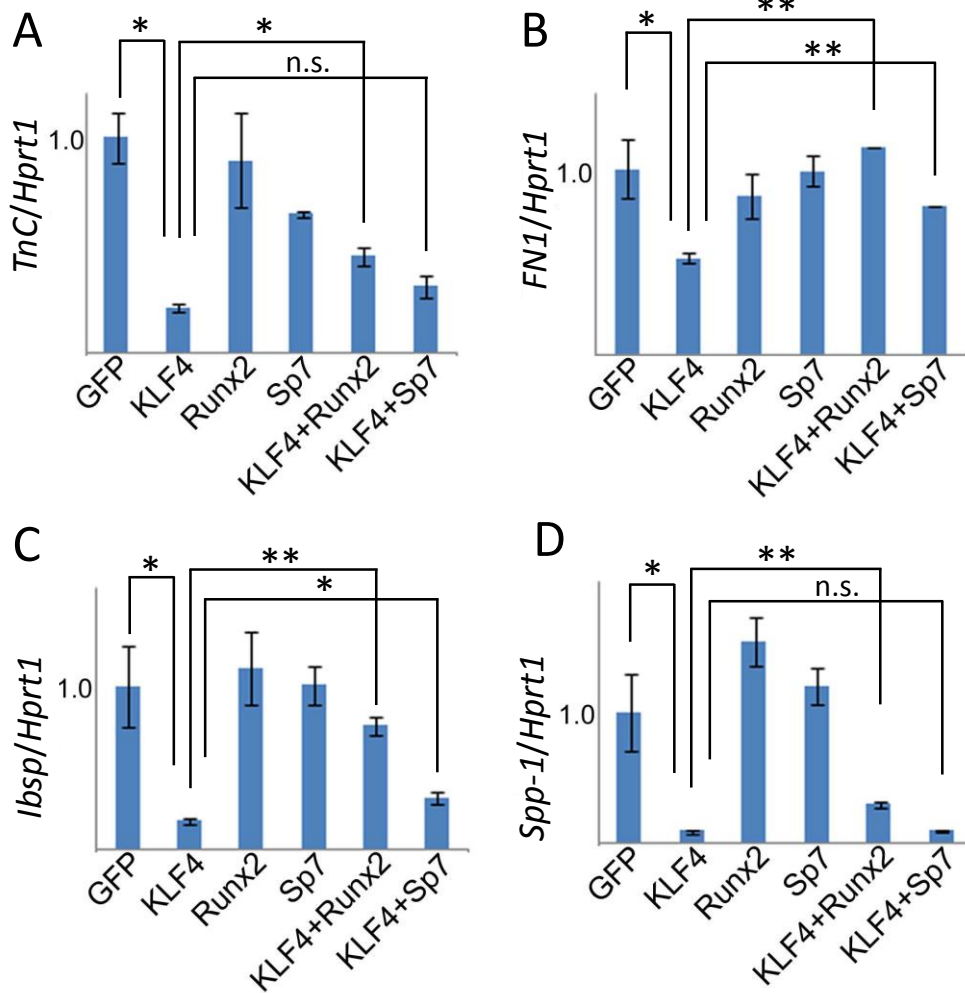 A
*
*
n.s.
TnC/Hprt1
1.0
GFP
KLF4
Runx2
Sp7
KLF4+Runx2
KLF4+Sp7
B
*
**
**
FN1/Hprt1
1.0
GFP
KLF4
Runx2
Sp7
KLF4+Runx2
KLF4+Sp7
C
*
**
*
Ibsp/Hprt1
1.0
GFP
KLF4
Runx2
Sp7
KLF4+Runx2
KLF4+Sp7
D
*
**
n.s.
Spp-1/Hprt1
1.0
GFP
KLF4
Runx2
Sp7
KLF4+Runx2
KLF4+Sp7